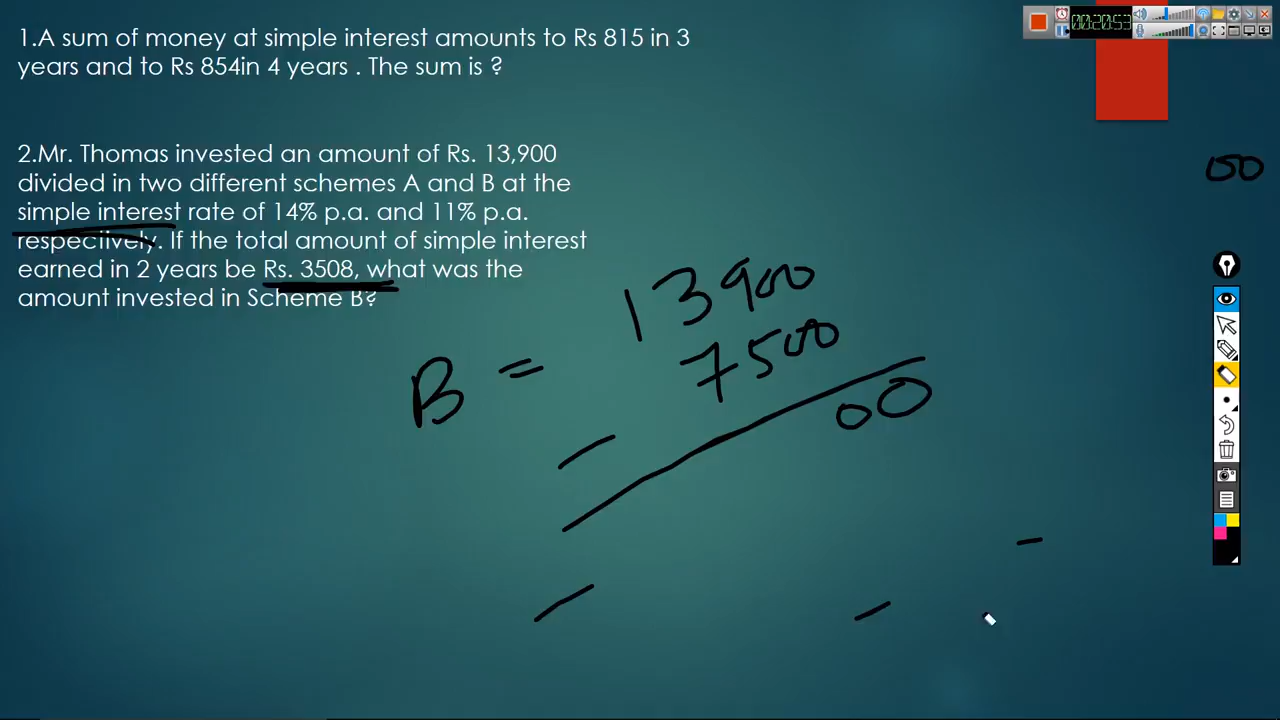 1.A sum of money at simple interest amounts to Rs 815 in 3
years and to Rs 854in 4 years . The sum is ?
2.Mr. Thomas invested an amount of Rs. 13,900
divided in two different schemes A and B at the
simple interest rate of 14% p.a. and 11% p.a.
respectively. If the total amount of simple interest
earned in 2 years be Rs. 3508, what was the
amount invested in Scheme B?
13900
B =
7500
00
00:20:53